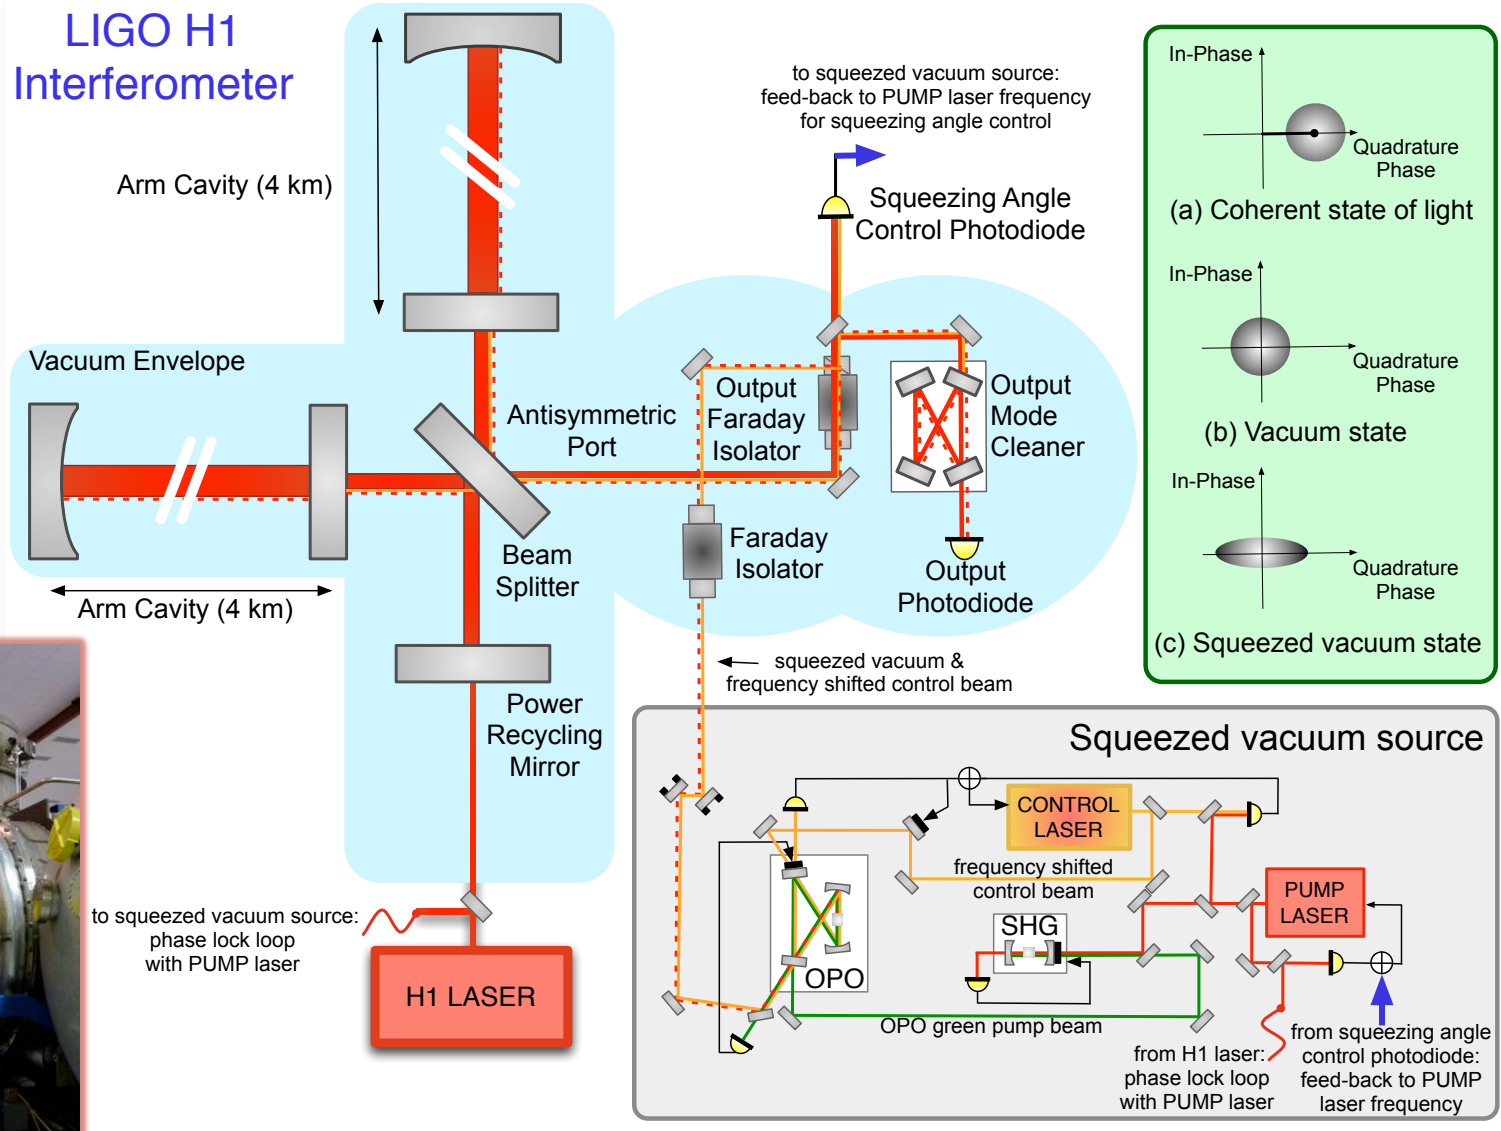 LIGO H1
Interferometer
Arm Cavity (4 km)
Vacuum Envelope
Arm Cavity (4 km)
Antisymmetric
Port
Beam
Splitter
Power
Recycling
Mirror
to squeezed vacuum source:
phase lock loop
with PUMP laser
H1 LASER
to squeezed vacuum source:
feed-back to PUMP laser frequency
for squeezing angle control
Squeezing Angle
Control Photodiode
Output
Faraday
Isolator
Output
Mode
Cleaner
Faraday
Isolator
Output
Photodiode
squeezed vacuum &
frequency shifted control beam
In-Phase
Quadrature
Phase
(a) Coherent state of light
In-Phase
Quadrature
Phase
(b) Vacuum state
In-Phase
Quadrature
Phase
(c) Squeezed vacuum state
Squeezed vacuum source
CONTROL
LASER
frequency shifted
control beam
PUMP
LASER
SHG
OPO
OPO green pump beam
from H1 laser:
phase lock loop
with PUMP laser
from squeezing angle
control photodiode:
feed-back to PUMP
laser frequency